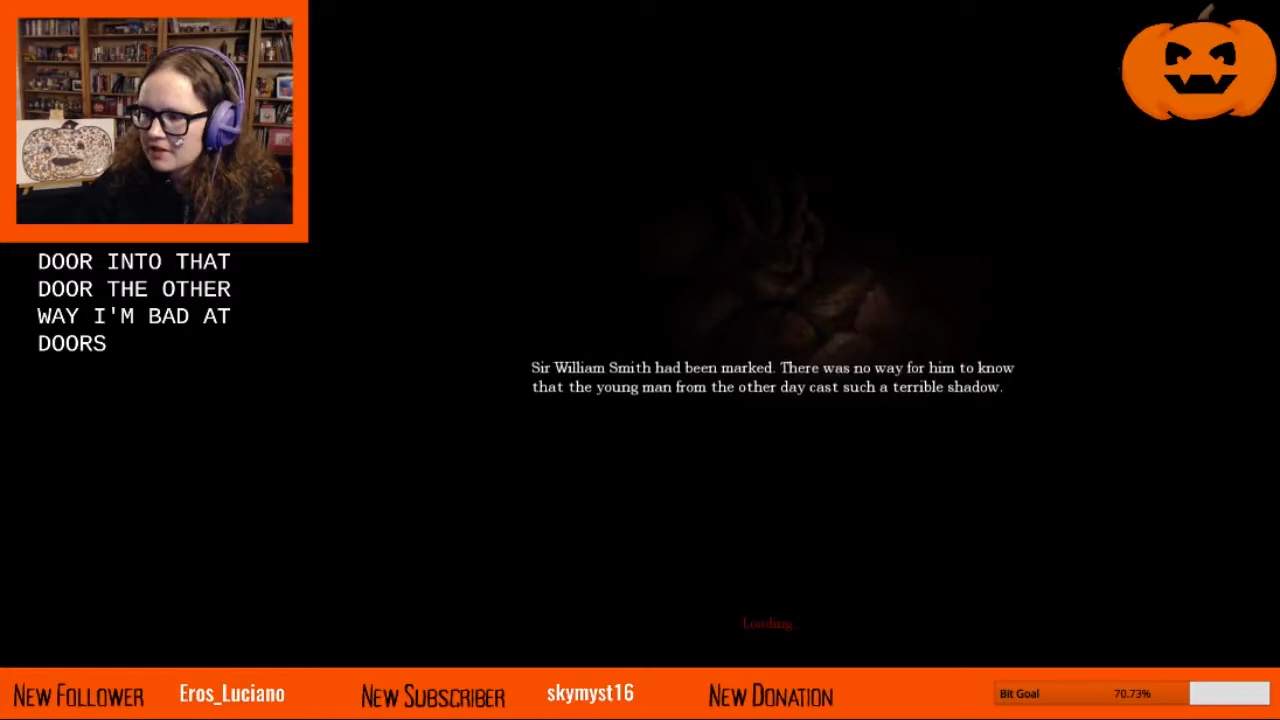 DOOR INTO THAT
DOOR THE OTHER
WAY I'M BAD AT
DOORS
Sir William Smith had been marked. There was no way for him to know
that the young man from the other day cast such a terrible shadow.
Loading
NEW FOLLOWER
Eros_Luciano
NEW SUBSCRIBER
skymyst16
NEW DONATION
Bit Goal
70.73%